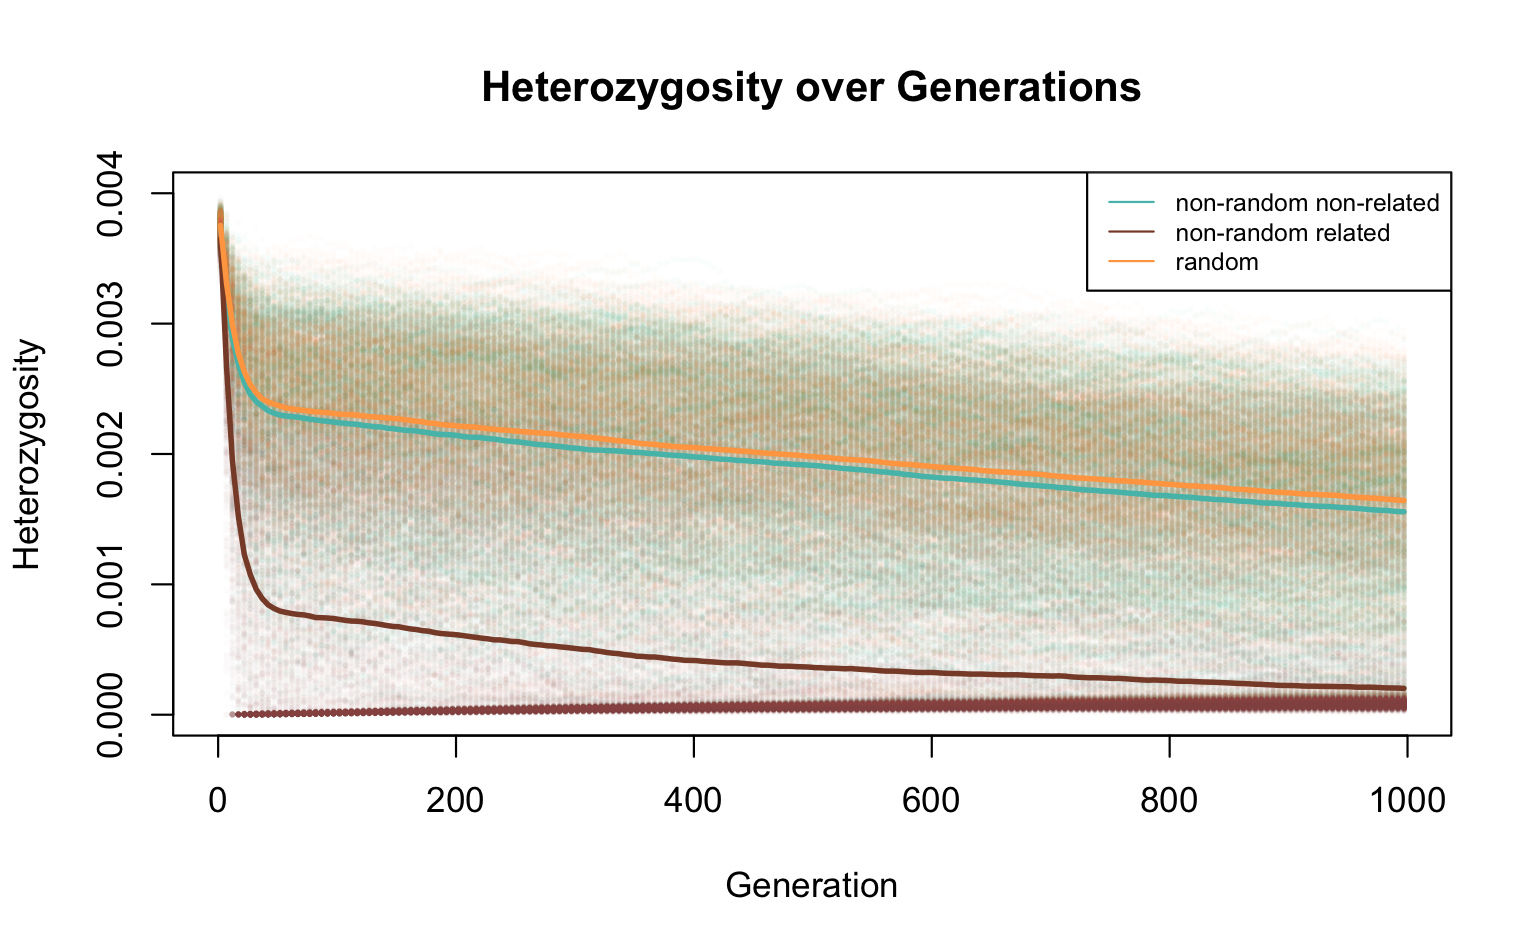 Heterozygosity over Generations
non-random non-related
non-random related
random
Heterozygosity
0.004
0.003
0.002
0.001
0.000
0 200 400 600 800 1000
Generation